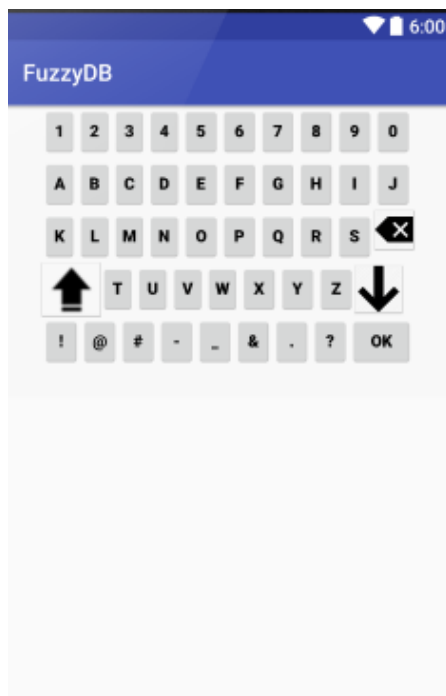 6:00
FuzzyDB
1 2 3 4 5 6 7 8 9 0
A B C D E F G H I J
K L M N O P Q R S
T U V W X Y Z
! @ # - _ & . ? OK